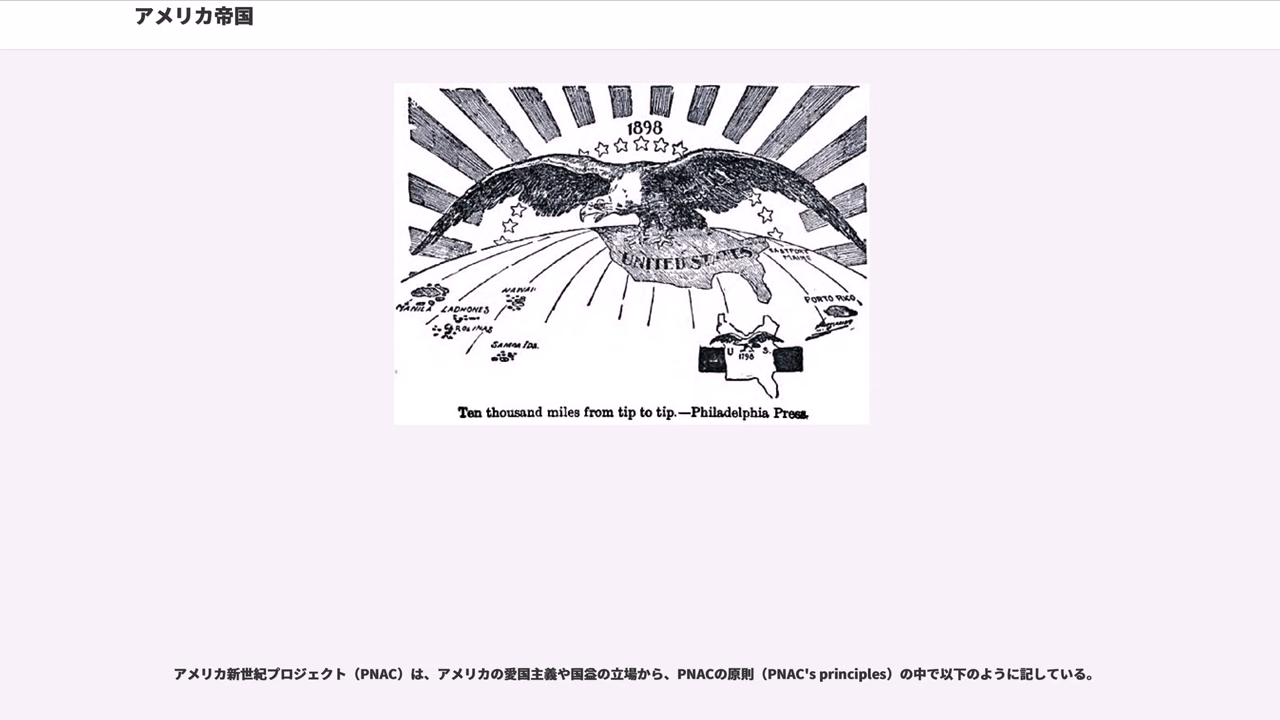 アメリカ帝国
1898
UNITED STATES
EASTPORT
MAINE
HAWAII
MANILA LADRONES
CAROLINAS
SAMOA IDS.
PORTO RICO
U S.
1798
Ten thousand miles from tip to tip.—Philadelphia Press.
アメリカ新世紀プロジェクト（PNAC）は、アメリカの愛国主義や国益の立場から、PNACの原則（PNAC's principles）の中で以下のように記している。